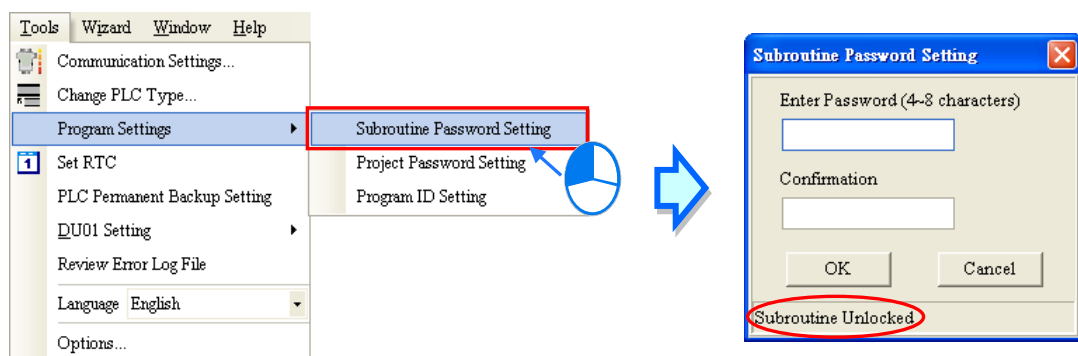 Tools Wizard Window Help
Communication Settings...
Change PLC Type...
Program Settings
Subroutine Password Setting
Project Password Setting
Program ID Setting
1 Set RTC
PLC Permanent Backup Setting
DU01 Setting
Review Error Log File
Language English
Options...
Subroutine Password Setting
Enter Password (4~8 characters)
Confirmation
OK Cancel
Subroutine Unlocked